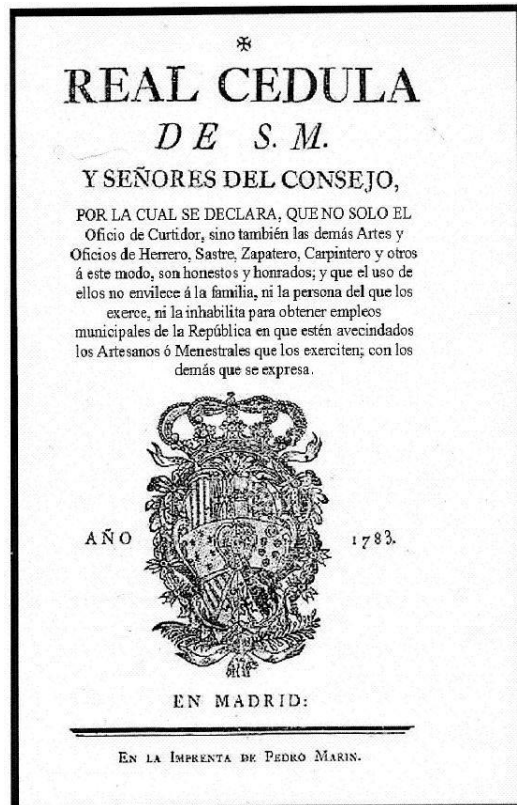 REAL CEDULA
DE S. M.
Y SEÑORES DEL CONSEJO,
POR LA CUAL SE DECLARA, QUE NO SOLO EL
Oficio de Curtidor, sino también las demás Artes y
Oficios de Herrero, Sastre, Zapatero, Carpintero y otros
á este modo, son honestos y honrados; y que el uso de
ellos no envilece á la familia, ni la persona del que los
exerce, ni la inhabilita para obtener empleos
municipales de la República en que estén avecindados
los Artesanos ó Menestrales que los exerciten; con los
demás que se expresa.
AÑO 1783.
EN MADRID:
EN LA IMPRENTA DE PEDRO MARIN.